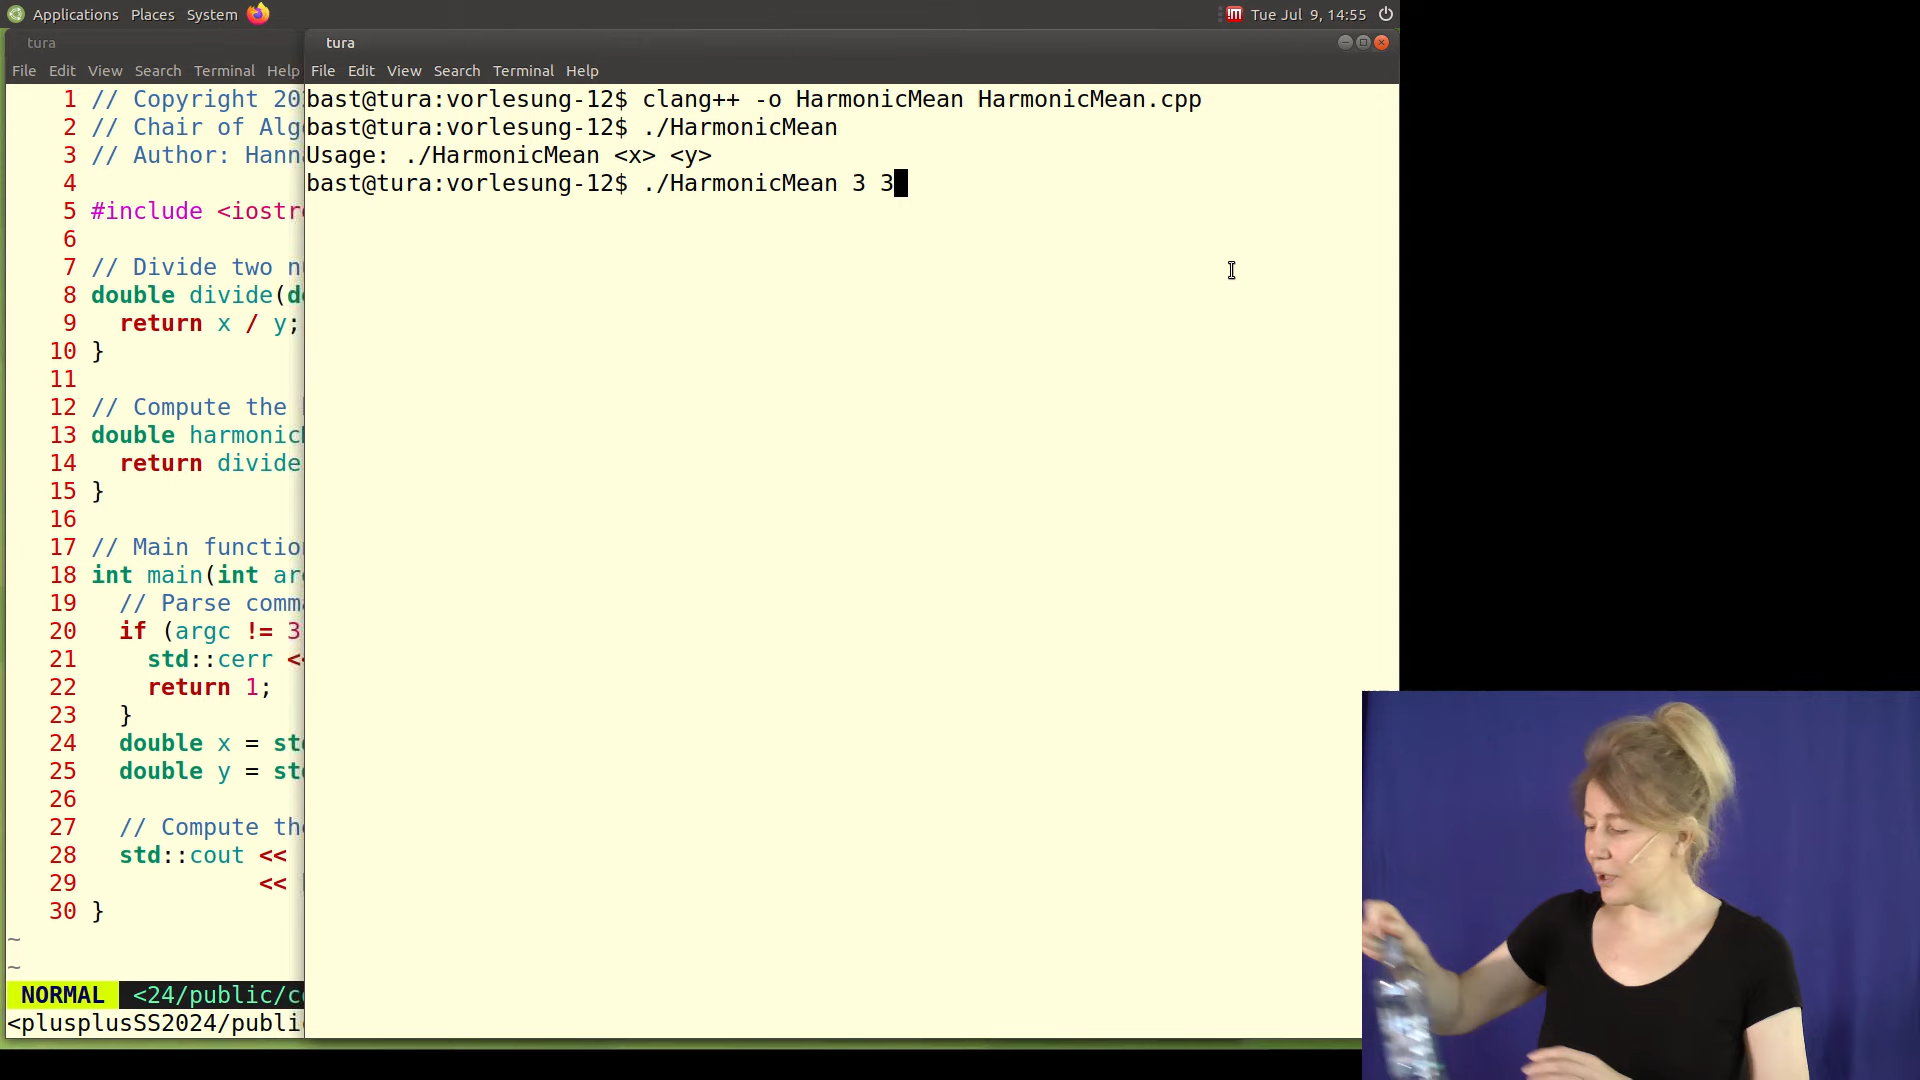 Applications Places System
Tue Jul 9, 14:55
tura
File Edit View Search Terminal Help
1 // Copyright 20
2 // Chair of Alg
3 // Author: Hann
4
5 #include <iostr
6
7 // Divide two n
8 double divide(d
9 return x / y;
10 }
11
12 // Compute the
13 double harmonic
14 return divide
15 }
16
17 // Main functio
18 int main(int ar
19 // Parse comm
20 if (argc != 3
21 std::cerr <
22 return 1;
23 }
24 double x = st
25 double y = st
26
27 // Compute th
28 std::cout <<
29 <<
30 }
~
~
NORMAL <24/public/c
<plusplusSS2024/publi
tura
File Edit View Search Terminal Help
bast@tura:vorlesung-12$ clang++ -o HarmonicMean HarmonicMean.cpp
bast@tura:vorlesung-12$ ./HarmonicMean
Usage: ./HarmonicMean <x> <y>
bast@tura:vorlesung-12$ ./HarmonicMean 3 3